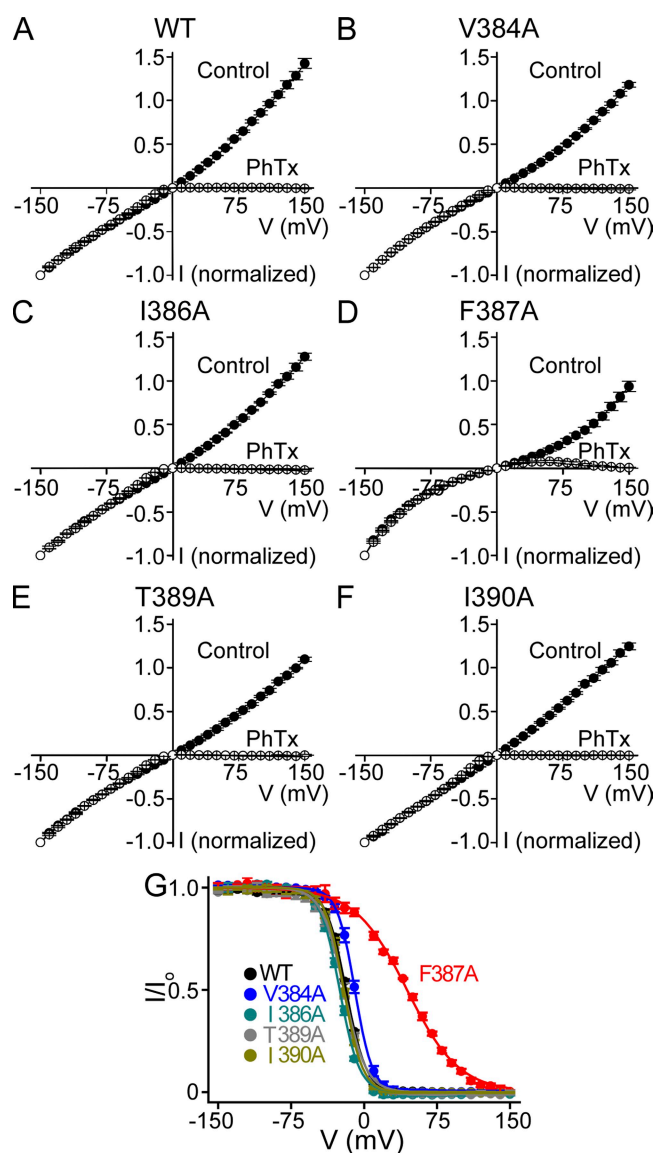 A WT
1.5
Control
1.0
0.5
PhTx
-150 -75 75 150
-0.5 V (mV)
-1.0 I (normalized)
B V384A
1.5
Control
1.0
0.5
PhTx
-150 -75 75 150
-0.5 V (mV)
-1.0 I (normalized)
C I386A
1.5
Control
1.0
0.5
PhTx
-150 -75 75 150
-0.5 V (mV)
-1.0 I (normalized)
D F387A
1.5
Control
1.0
0.5
PhTx
-150 -75 75 150
-0.5 V (mV)
-1.0 I (normalized)
E T389A
1.5
Control
1.0
0.5
PhTx
-150 -75 75 150
-0.5 V (mV)
-1.0 I (normalized)
F I390A
1.5
Control
1.0
0.5
PhTx
-150 -75 75 150
-0.5 V (mV)
-1.0 I (normalized)
G
1.0
0.5
0
I/Io
WT
V384A
I 386A
T389A
I 390A
F387A
-150 -75 0 75 150
V (mV)